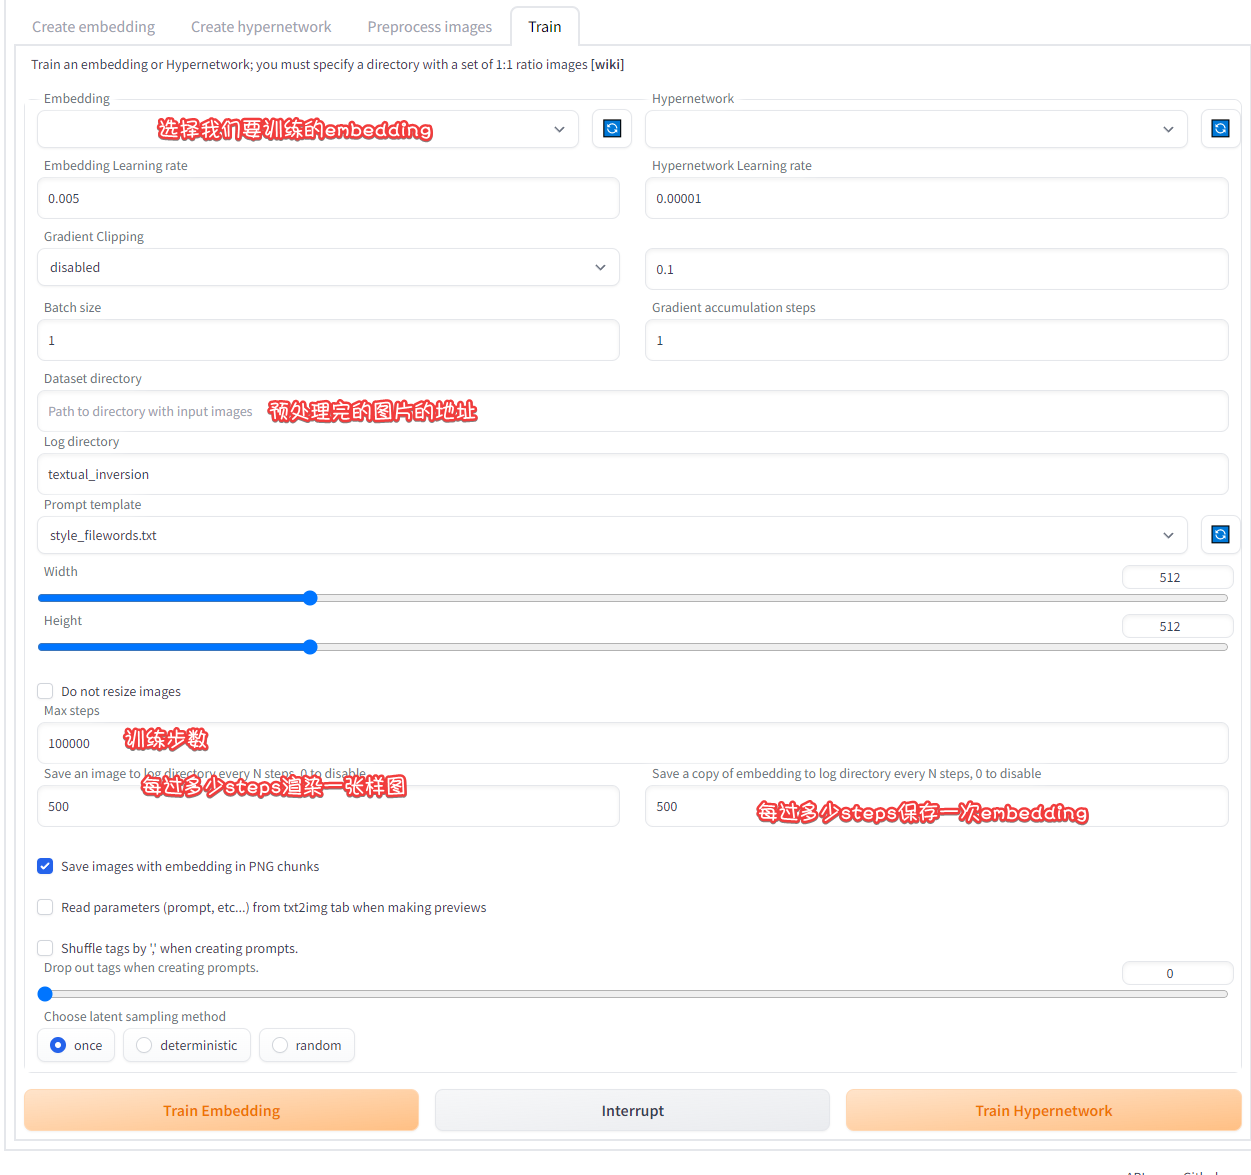 Create embedding Create hypernetwork Preprocess images Train
Train an embedding or Hypernetwork; you must specify a directory with a set of 1:1 ratio images [wiki]
Embedding Hypernetwork
选择我们要训练的embedding
Embedding Learning rate Hypernetwork Learning rate
0.005 0.00001
Gradient Clipping
disabled 0.1
Batch size Gradient accumulation steps
1 1
Dataset directory
Path to directory with input images 预处理完的图片的地址
Log directory
textual_inversion
Prompt template
style_filewords.txt
Width 512
Height 512
Do not resize images
Max steps
100000 训练步数
Save an image to log directory every N steps, 0 to disable Save a copy of embedding to log directory every N steps, 0 to disable
每过多少steps渲染一张样图
500 500 每过多少steps保存一次embedding
Save images with embedding in PNG chunks
Read parameters (prompt, etc...) from txt2img tab when making previews
Shuffle tags by ',' when creating prompts.
Drop out tags when creating prompts. 0
Choose latent sampling method
once deterministic random
Train Embedding Interrupt Train Hypernetwork